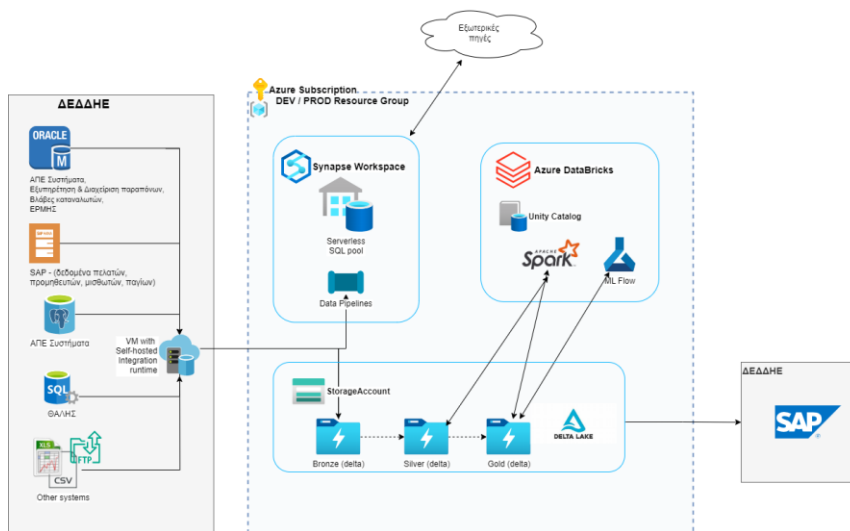 Εξωτερικές
πηγές
Azure Subscription.
DEV / PROD Resource Group
ΔΕΔΔΗΕ
ORACLE
M
ΑΠΕ Συστήματα,
Εξυπηρέτηση & Διαχείριση παραπόνων,
Βλάβες καταναλωτών,
ΕΡΜΗΣ
SAP - (δεδομένα πελατών,
προμηθευτών, μισθωτών, παγίων)
ΑΠΕ Συστήματα
SQL
ΘΑΛΗΣ
XLS
CSV
FTP
Other systems
VM with
Self-hosted
Integration
runtime
Synapse Workspace
Serverless
SQL pool
Data Pipelines
Azure DataBricks
Unity Catalog
APACHE
Spark
ML Flow
StorageAccount
Bronze (delta)
Silver (delta)
Gold (delta)
DELTA LAKE
ΔΕΔΔΗΕ
SAP